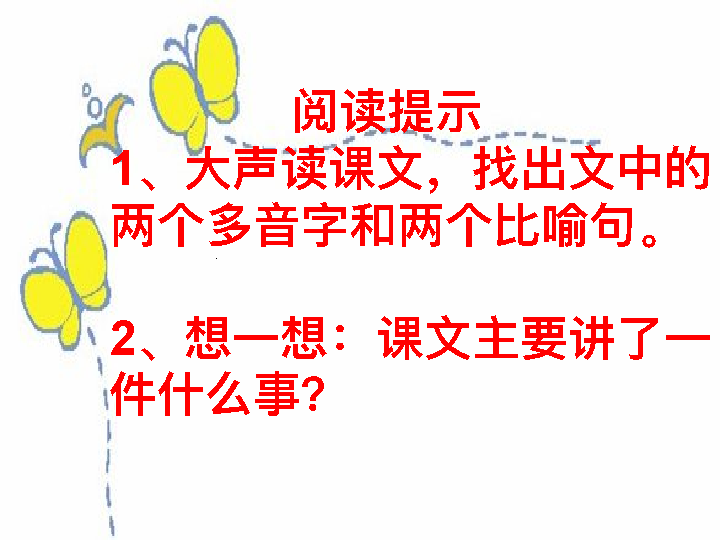 阅读提示
1、大声读课文，找出文中的
两个多音字和两个比喻句。
2、想一想：课文主要讲了一
件什么事?